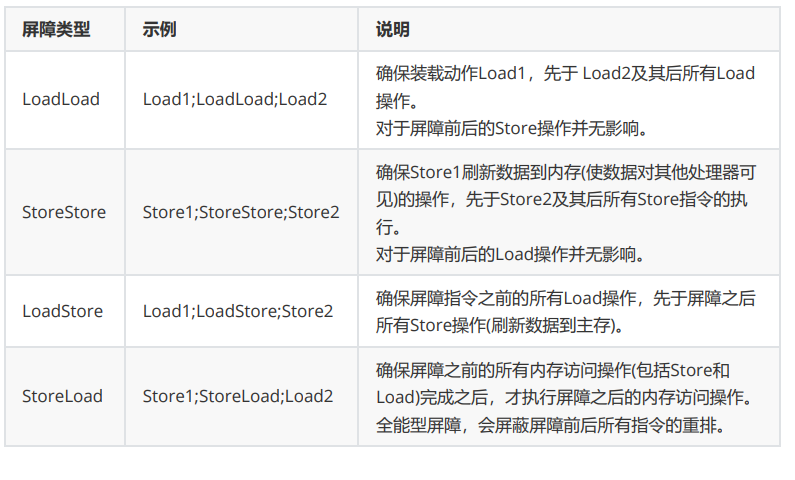 屏障类型 示例 说明
LoadLoad Load1;LoadLoad;Load2 确保装载动作Load1，先于 Load2及其后所有Load
操作。
对于屏障前后的Store操作并无影响。
StoreStore Store1;StoreStore;Store2 确保Store1刷新数据到内存(使数据对其他处理器可
见)的操作，先于Store2及其后所有Store指令的执
行。
对于屏障前后的Load操作并无影响。
LoadStore Load1;LoadStore;Store2 确保屏障指令之前的所有Load操作，先于屏障之后
所有Store操作(刷新数据到主存)。
StoreLoad Store1;StoreLoad;Load2 确保屏障之前的所有内存访问操作(包括Store和
Load)完成之后，才执行屏障之后的内存访问操作。
全能型屏障，会屏蔽屏障前后所有指令的重排。